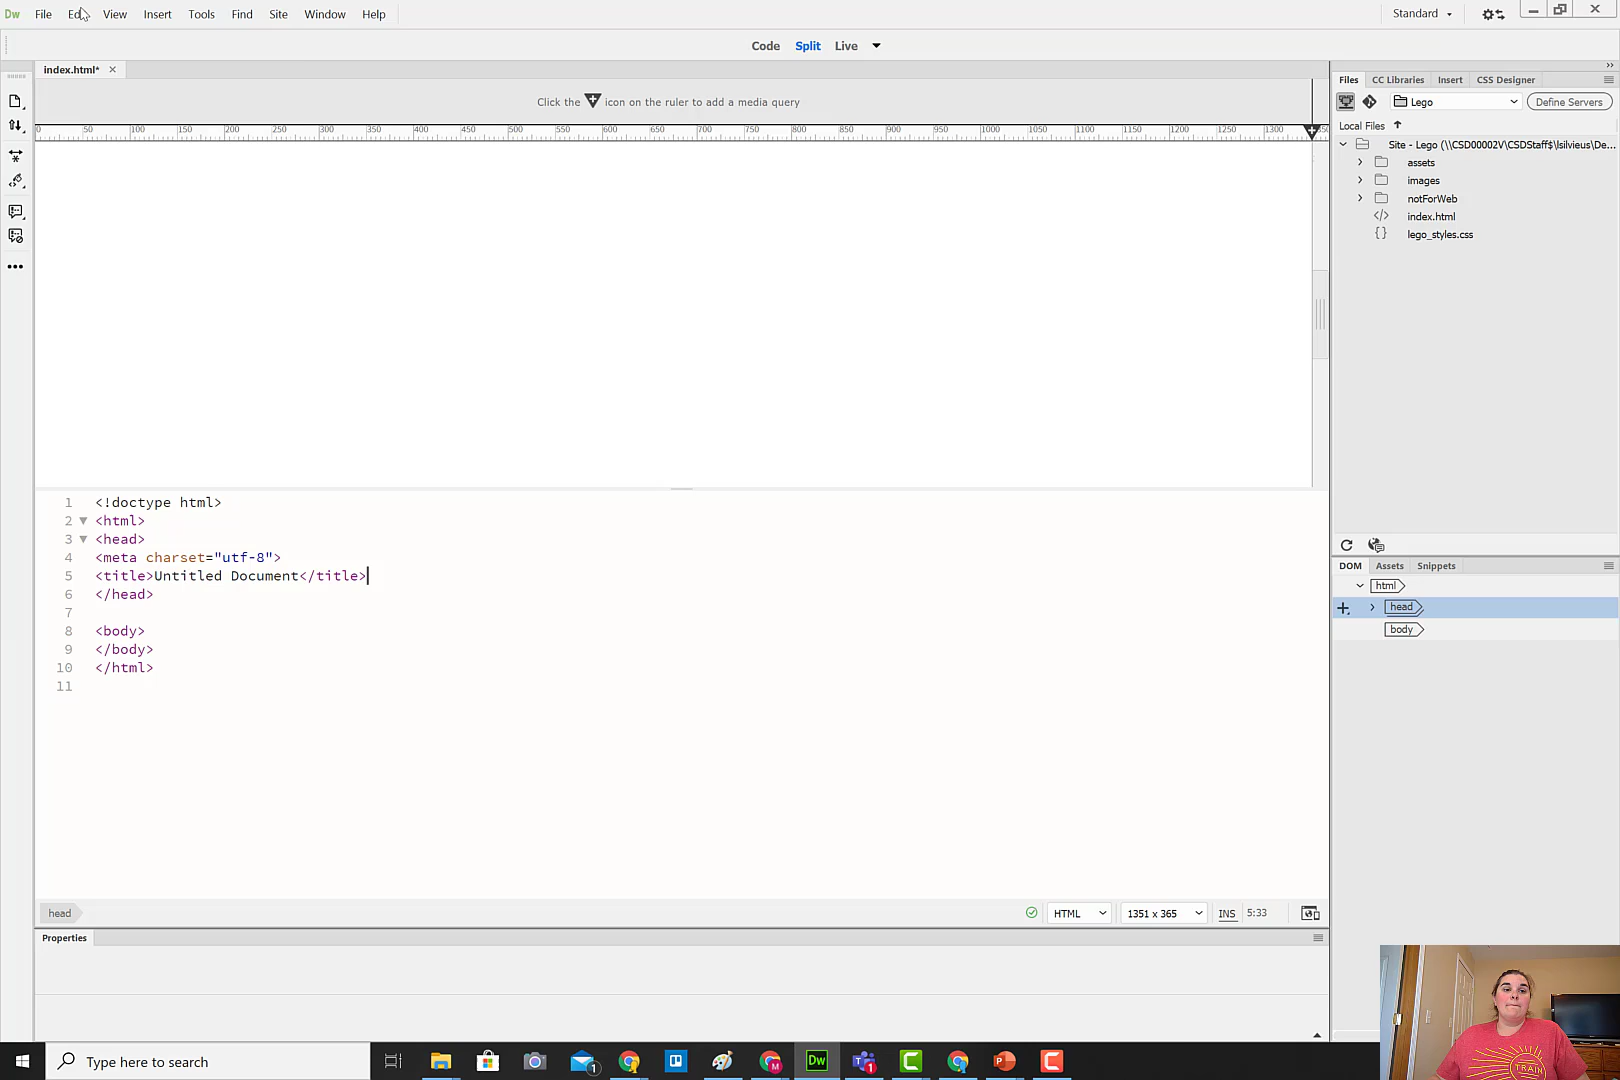 Dw File Ed View Insert Tools Find Site Window Help Standard
Code Split Live
index.html*
Click the icon on the ruler to add a media query
0 50 100 150 200 250 300 350 400 450 500 550 600 650 700 750 800 850 900 950 1000 1050 1100 1150 1200 1250 1300
1 <!doctype html>
2 <html>
3 <head>
4 <meta charset="utf-8">
5 <title>Untitled Document</title>
6 </head>
7
8 <body>
9 </body>
10 </html>
11
head HTML 1351 x 365 INS 5:33
Properties
Files CC Libraries Insert CSS Designer
Lego Define Servers
Local Files
Site - Lego (\\CSD00002V\CSDStaff$\lsilvieus\De...
assets
images
notForWeb
index.html
lego_styles.css
DOM Assets Snippets
html
head
body
TRAIN
Type here to search
1 M Dw 1 C P C